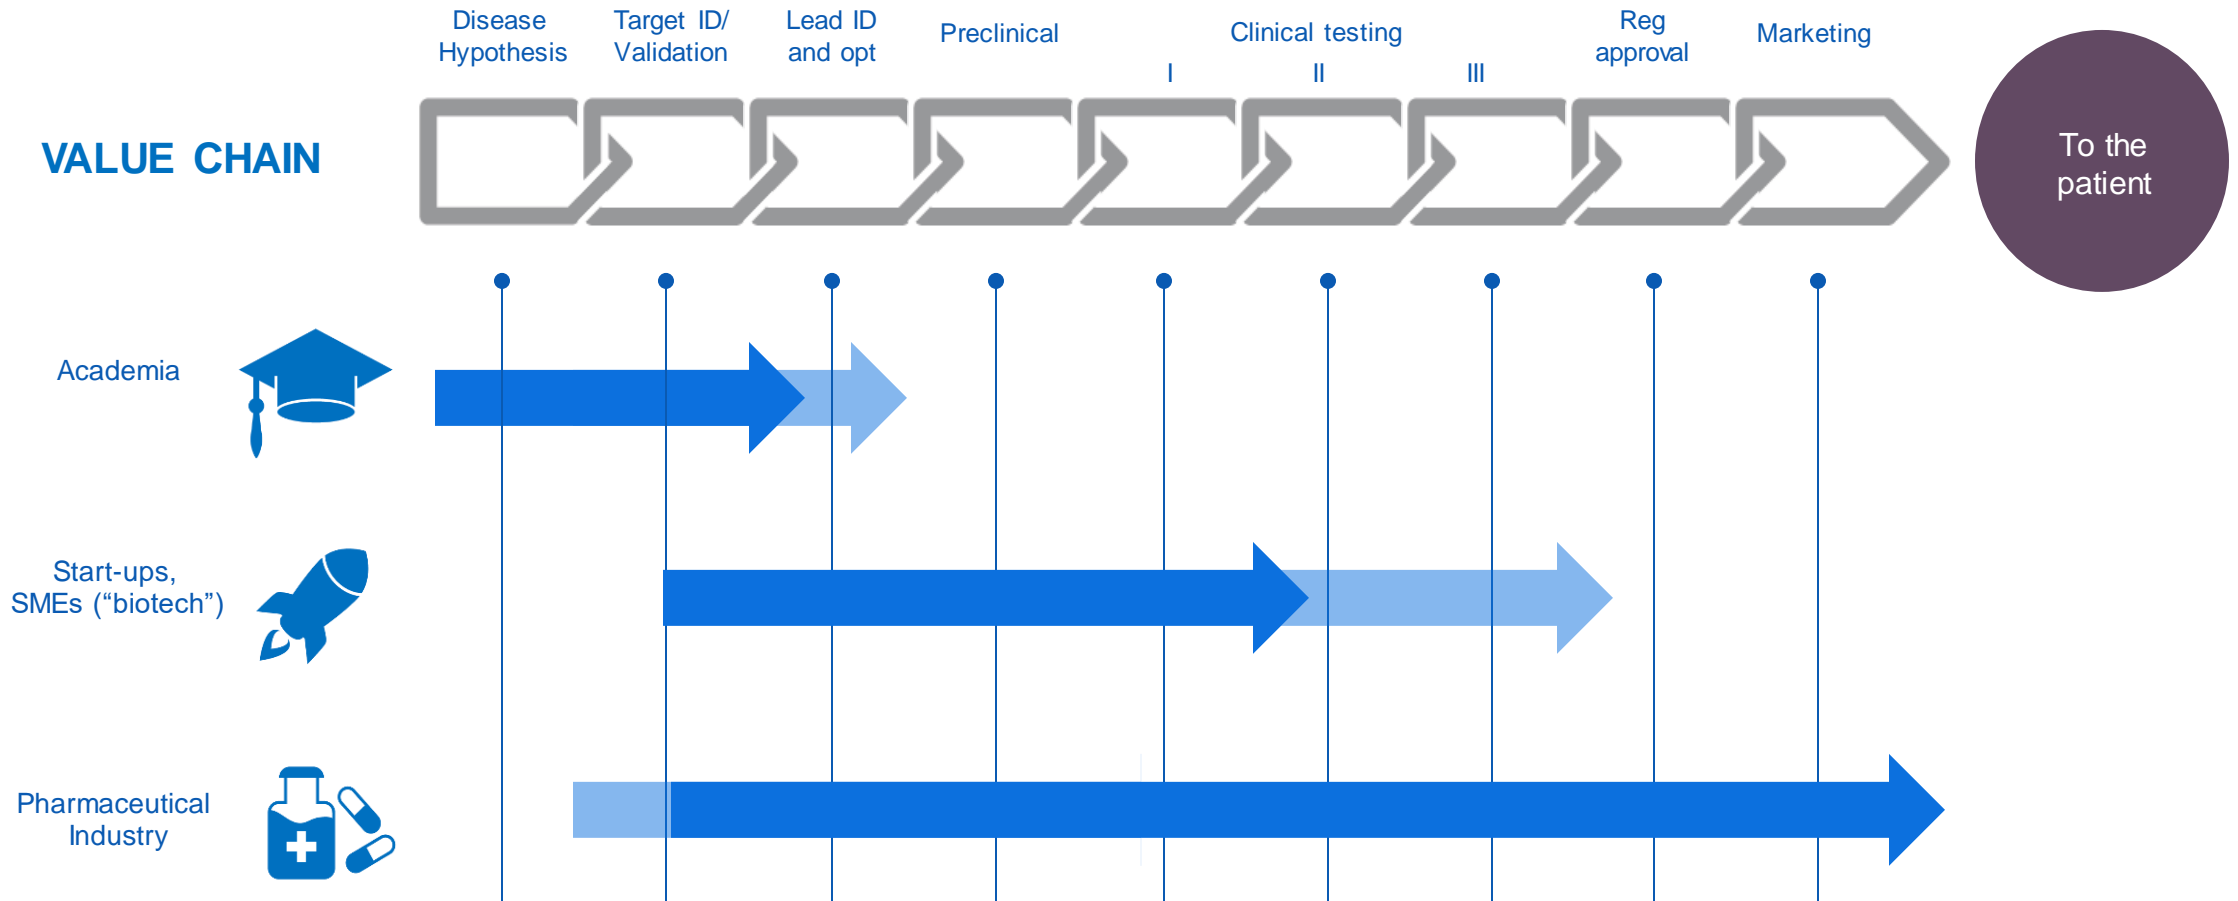 Disease
Hypothesis
Target ID/
Validation
Lead ID
and opt
Preclinical
Clinical testing
I
II
III
Reg
approval
Marketing
VALUE CHAIN
To the
patient
Academia
Start-ups,
SMEs (“biotech”)
Pharmaceutical
Industry